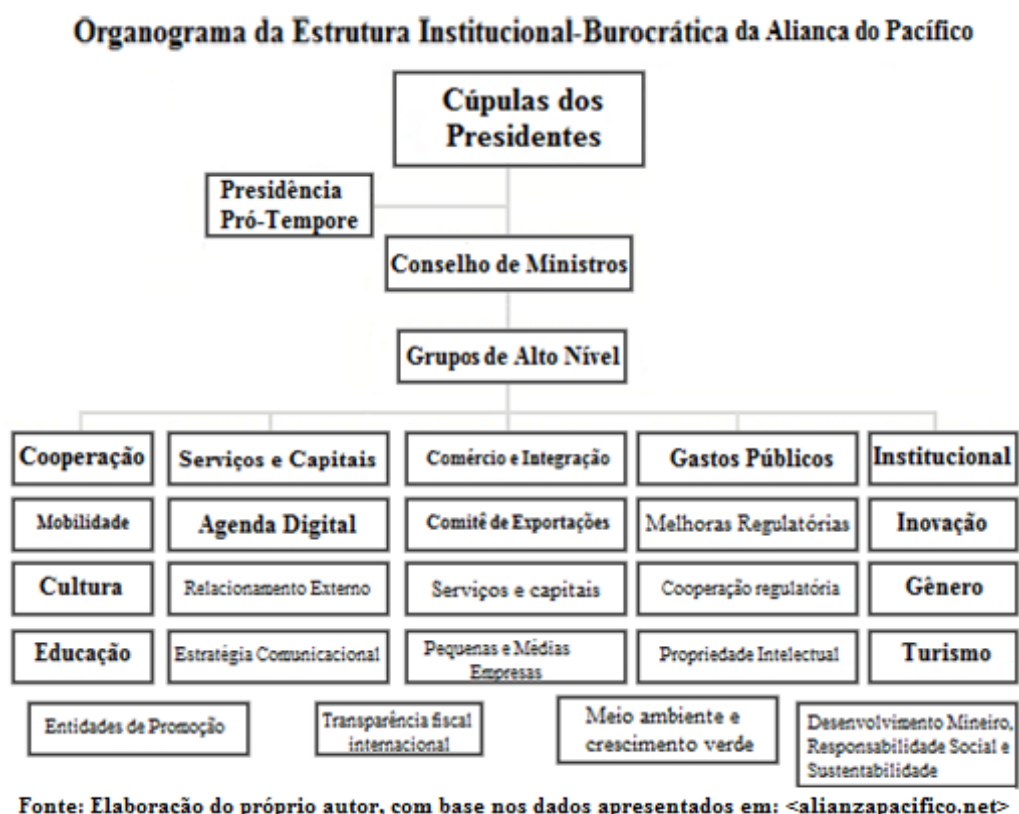 Organograma da Estrutura Institucional-Burocrática da Alianca do Pacífico
Cúpulas dos
Presidentes
Presidência
Pró-Tempore
Conselho de Ministros
Grupos de Alto Nível
Cooperação
Serviços e Capitais
Comércio e Integração
Gastos Públicos
Institucional
Mobilidade
Agenda Digital
Comitê de Exportações
Melhoras Regulatórias
Inovação
Cultura
Relacionamento Externo
Serviços e capitais
Cooperação regulatória
Gênero
Educação
Estratégia Comunicacional
Pequenas e Médias
Empresas
Propriedade Intelectual
Turismo
Entidades de Promoção
Transparência fiscal
internacional
Meio ambiente e
crescimento verde
Desenvolvimento Mineiro,
Responsabilidade Social e
Sustentabilidade
Fonte: Elaboração do próprio autor, com base nos dados apresentados em: <alianzapacifico.net>